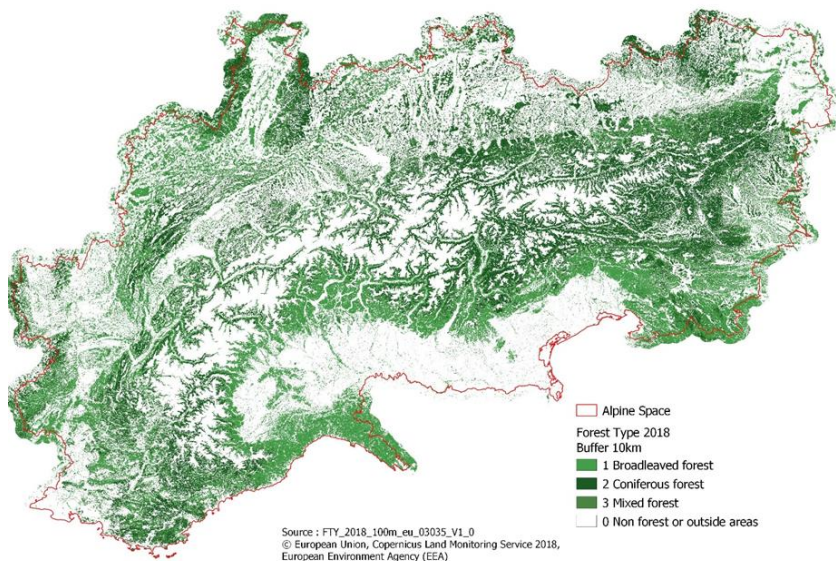 Alpine Space
Forest Type 2018
Buffer 10km
1 Broadleaved forest
2 Coniferous forest
3 Mixed forest
0 Non forest or outside areas
Source : FTY_2018_100m_eu_03035_V1_0
© European Union, Copernicus Land Monitoring Service 2018,
European Environment Agency (EEA)